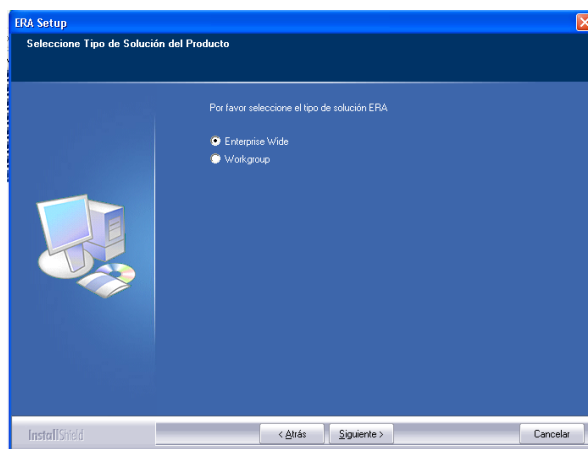 ERA Setup
Seleccione Tipo de Solución del Producto
Por favor seleccione el tipo de solución ERA
Enterprise Wide
Workgroup
InstallShield
< Atrás
Siguiente >
Cancelar